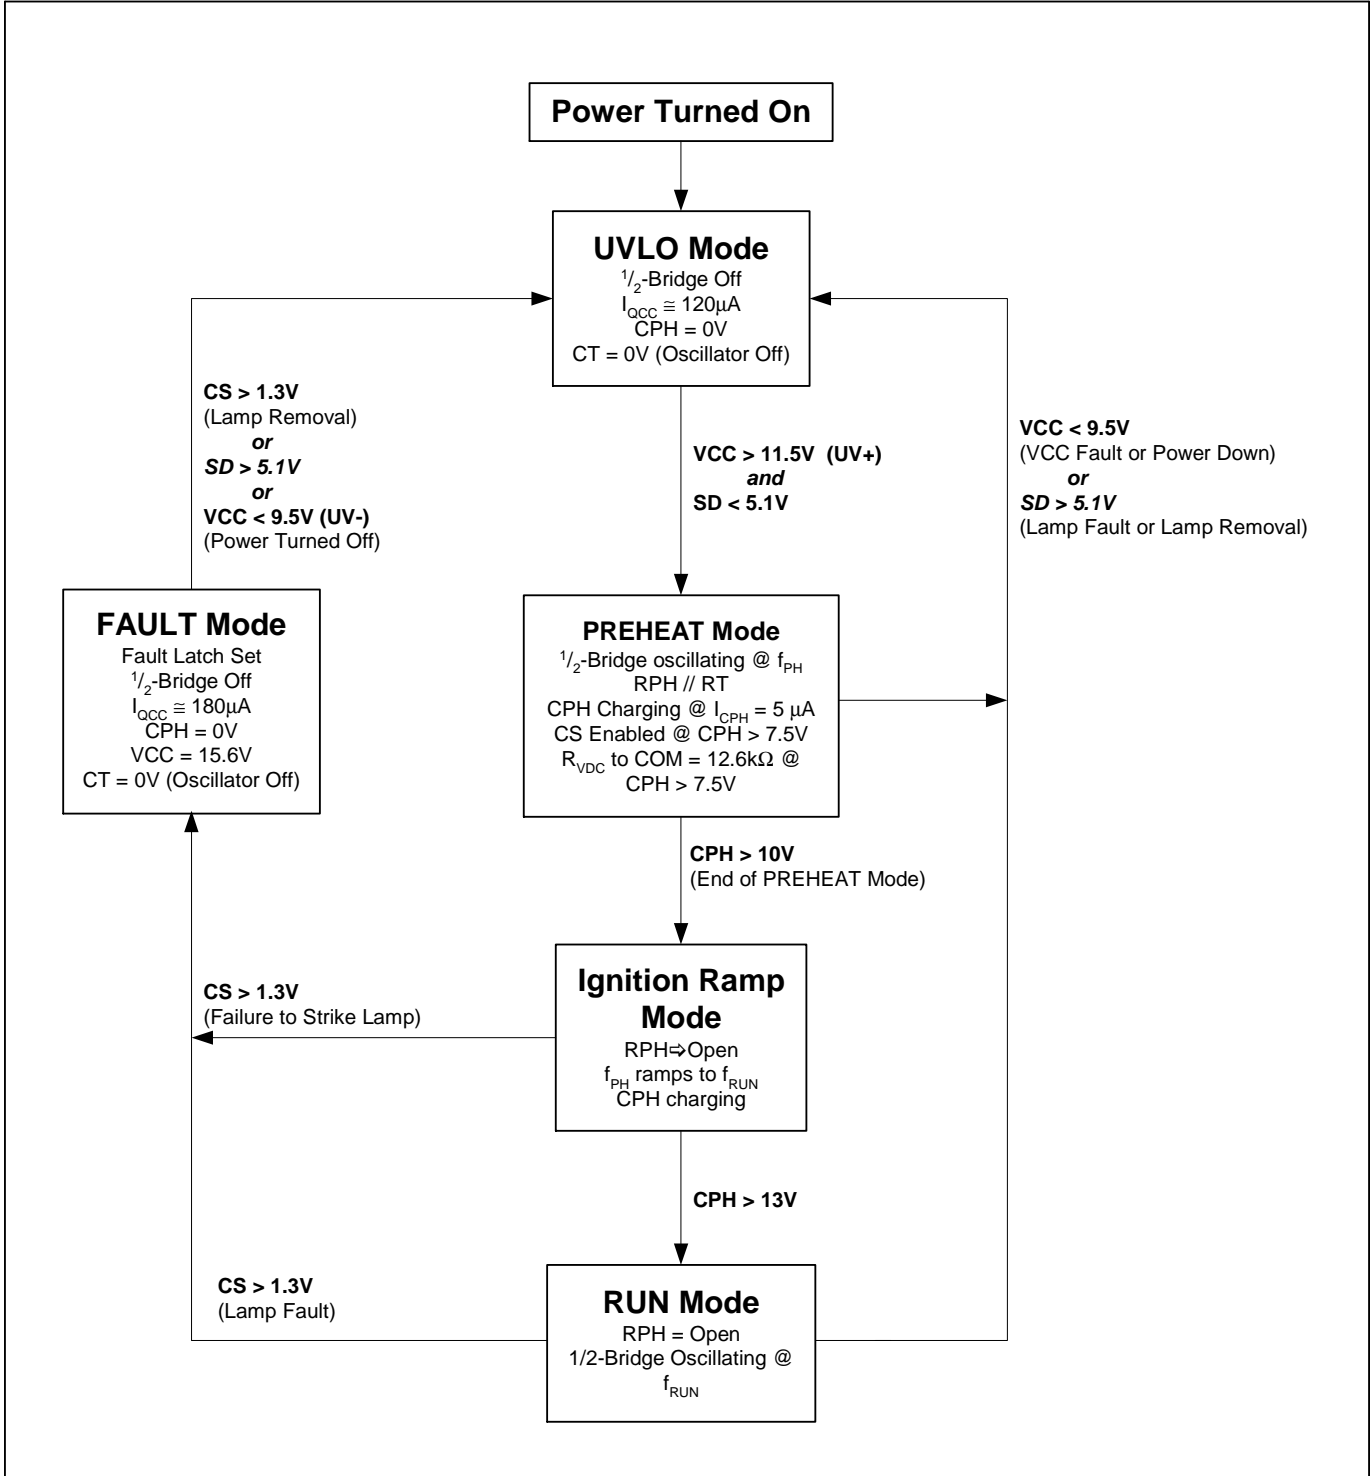 Power Turned On
UVLO Mode
1/2-Bridge Off
IQCC ≅ 120µA
CPH = 0V
CT = 0V (Oscillator Off)
CS > 1.3V
(Lamp Removal)
or
SD > 5.1V
or
VCC < 9.5V (UV-)
(Power Turned Off)
VCC > 11.5V (UV+)
and
SD < 5.1V
VCC < 9.5V
(VCC Fault or Power Down)
or
SD > 5.1V
(Lamp Fault or Lamp Removal)
FAULT Mode
Fault Latch Set
1/2-Bridge Off
IQCC ≅ 180µA
CPH = 0V
VCC = 15.6V
CT = 0V (Oscillator Off)
PREHEAT Mode
1/2-Bridge oscillating @ fPH
RPH // RT
CPH Charging @ ICPH = 5 µA
CS Enabled @ CPH > 7.5V
RVDC to COM = 12.6kΩ @
CPH > 7.5V
CPH > 10V
(End of PREHEAT Mode)
CS > 1.3V
(Failure to Strike Lamp)
Ignition Ramp
Mode
RPH⇨Open
fPH ramps to fRUN
CPH charging
CPH > 13V
CS > 1.3V
(Lamp Fault)
RUN Mode
RPH = Open
1/2-Bridge Oscillating @
fRUN